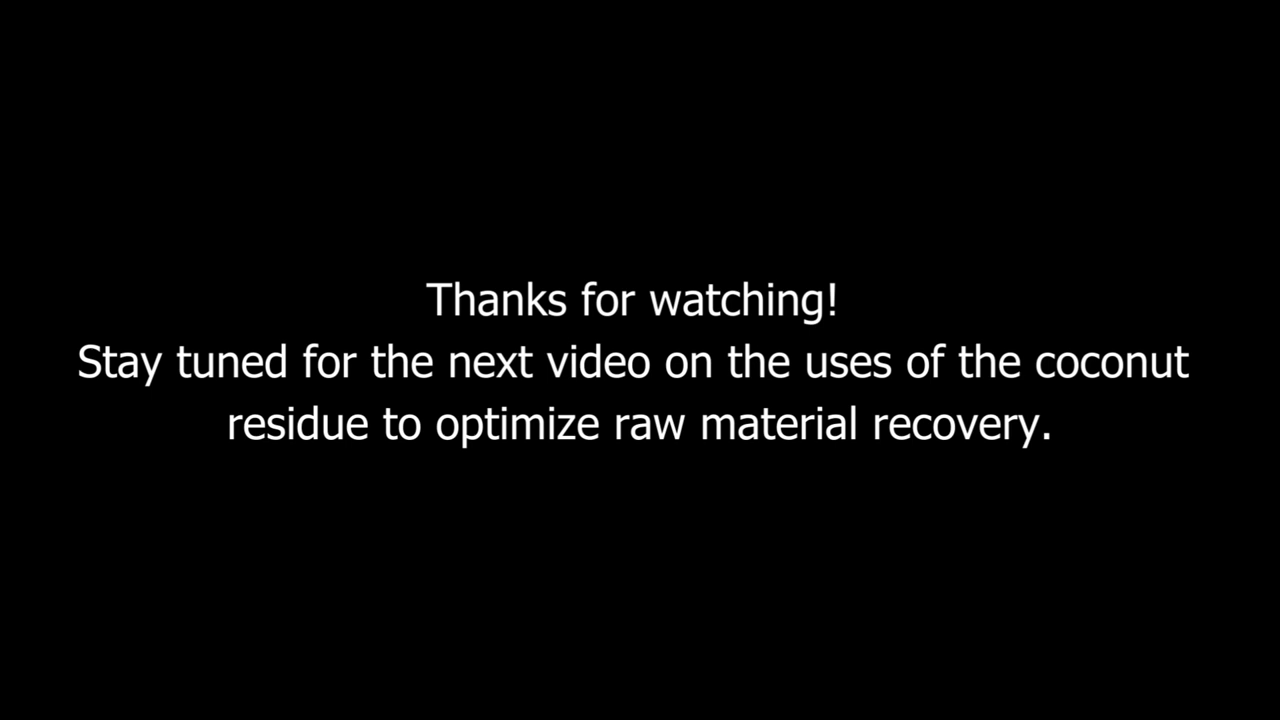 Thanks for watching!
Stay tuned for the next video on the uses of the coconut
residue to optimize raw material recovery.